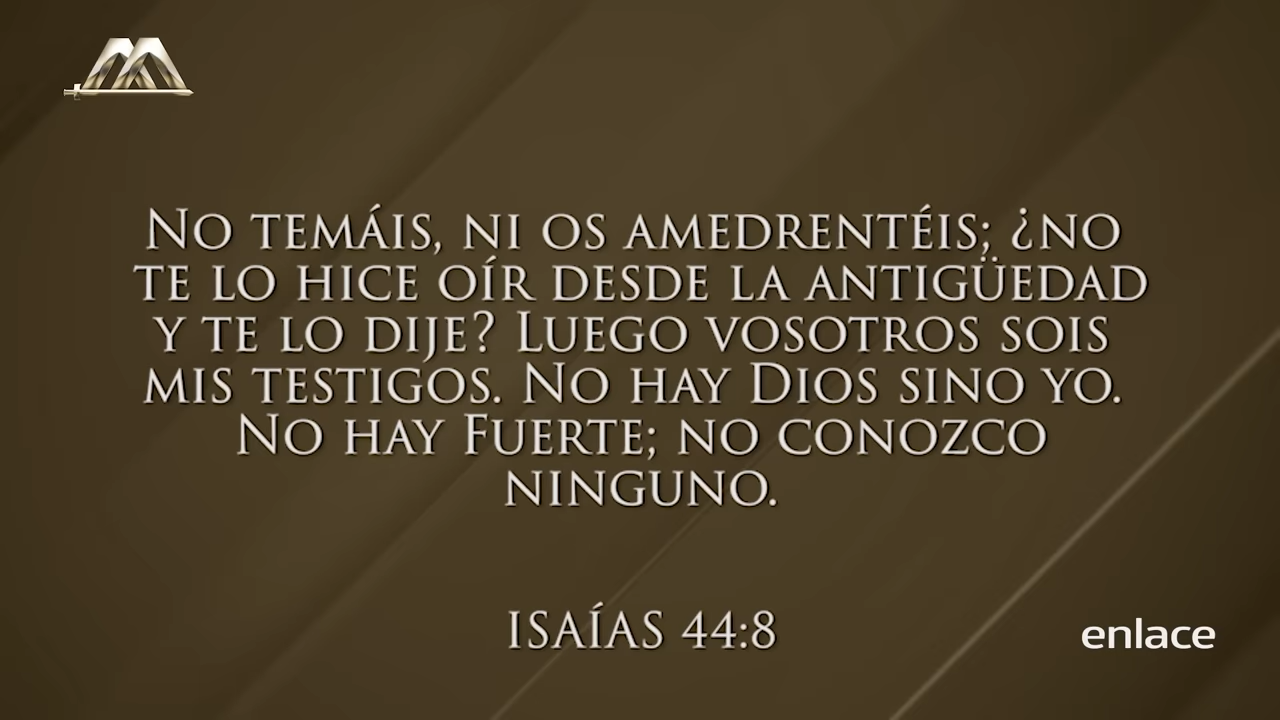 No temáis, ni os amedrentéis; ¿no
te lo hice oír desde la antigüedad
y te lo dije? Luego vosotros sois
mis testigos. No hay Dios sino yo.
No hay Fuerte; no conozco
ninguno.
ISAÍAS 44:8
enlace